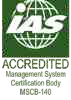 IAS
ACCREDITED
Management System
Certification Body
MSCB-140